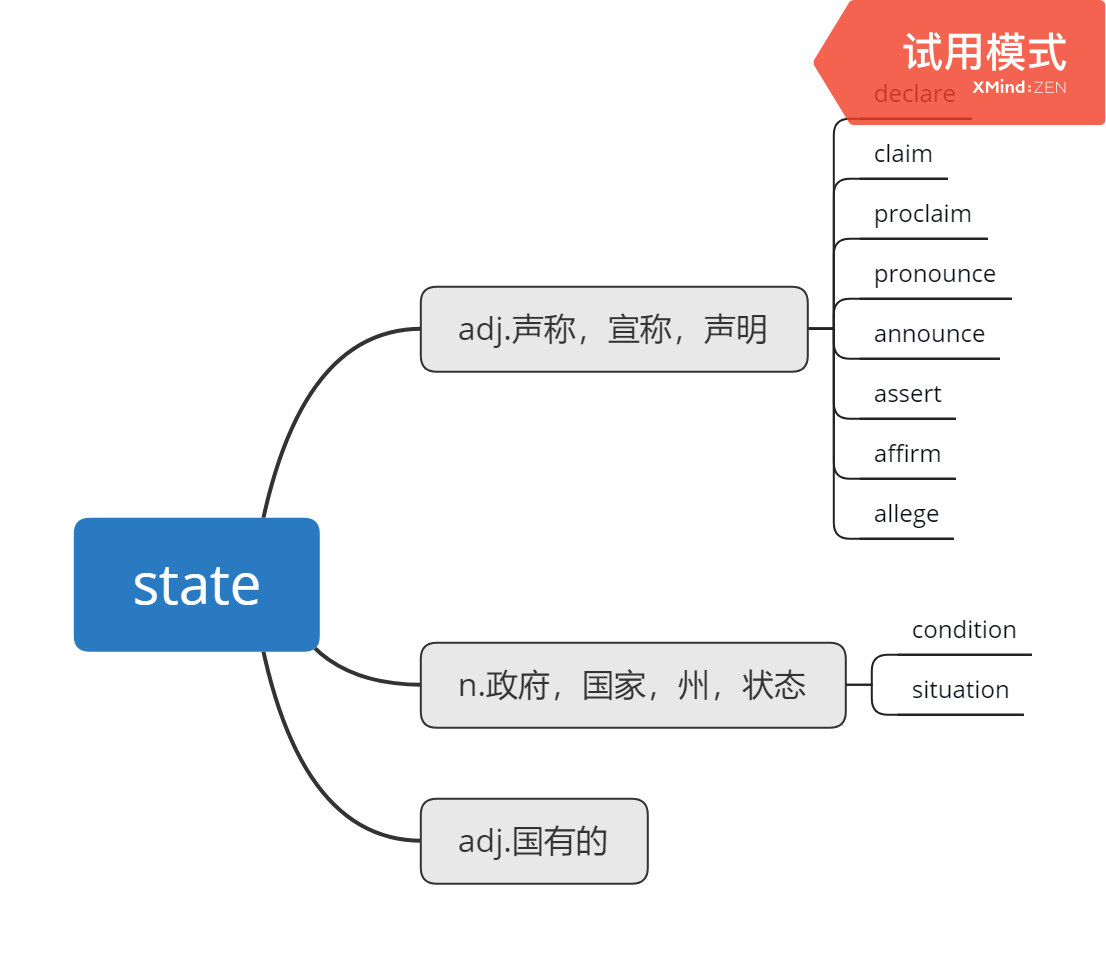 试用模式
XMind:ZEN
declare
claim
proclaim
pronounce
announce
assert
affirm
allege
adj.声称，宣称，声明
state
condition
situation
n.政府，国家，州，状态
adj.国有的